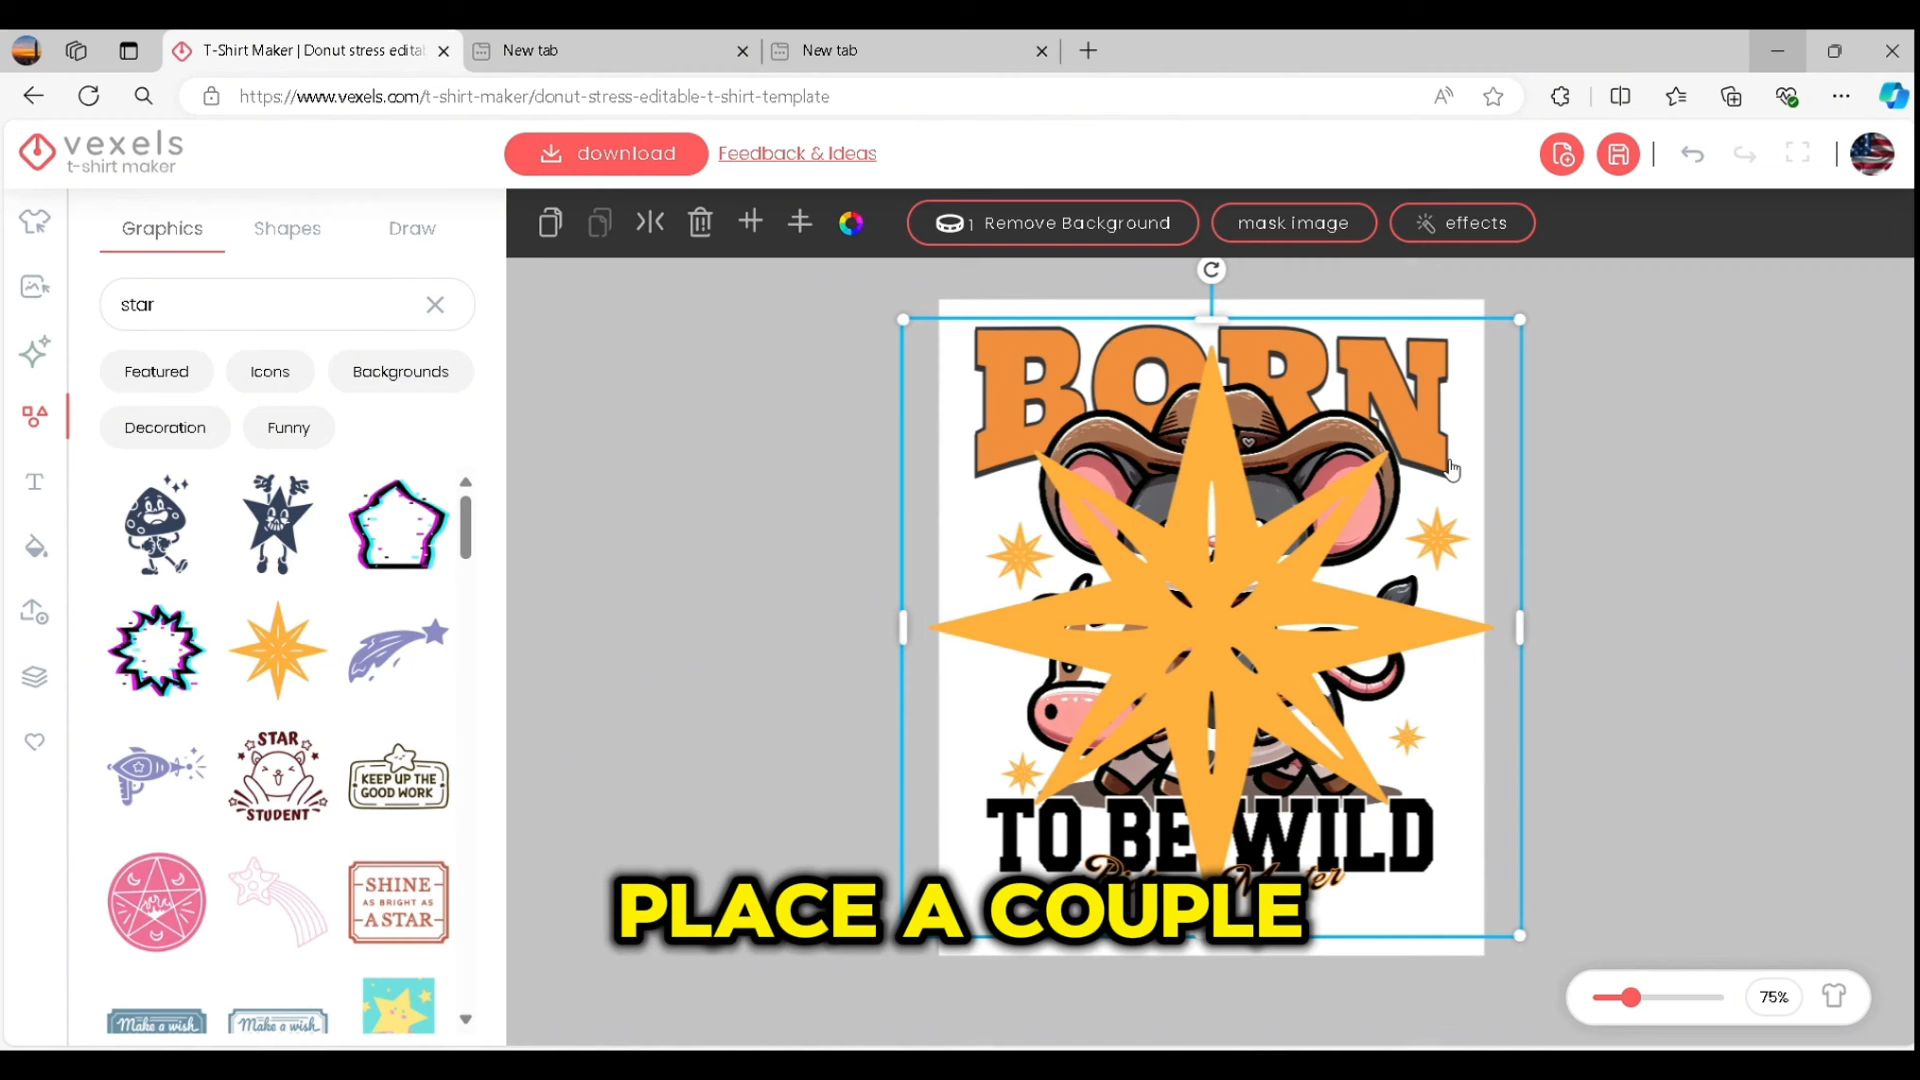 T-Shirt Maker | Donut stress edita
New tab
New tab
https://www.vexels.com/t-shirt-maker/donut-stress-editable-t-shirt-template
vexels
t-shirt maker
download
Feedback & Ideas
Graphics
Shapes
Draw
1 Remove Background
mask image
effects
star
Featured
Icons
Backgrounds
Decoration
Funny
BORN
STAR
STUDENT
KEEP UP THE
GOOD WORK
TO BE WILD
SHINE
AS BRIGHT AS
A STAR
PLACE A COUPLE
Make a wish
Make a wish
75%